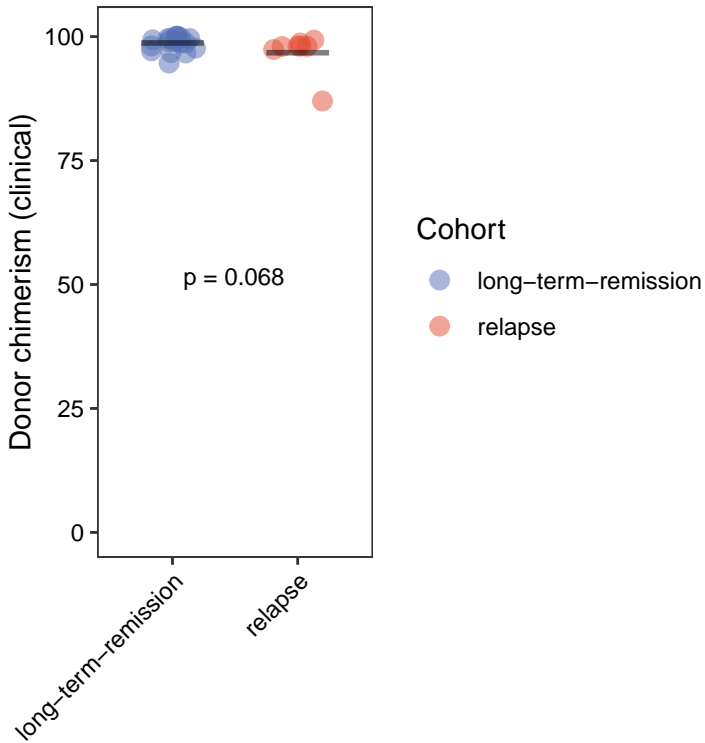 Donor chimerism (clinical)
100
75
50
25
0
p = 0.068
long−term−remission
relapse
Cohort
long−term−remission
relapse